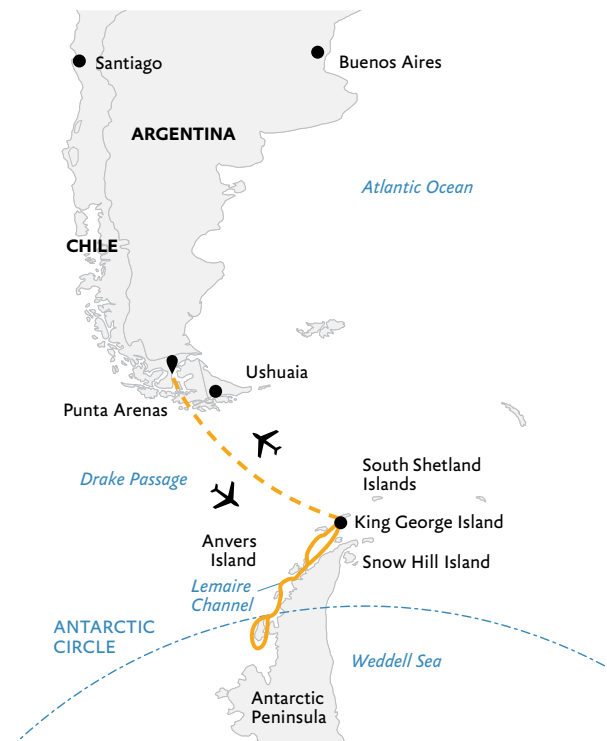 Santiago
Buenos Aires
ARGENTINA
Atlantic Ocean
CHILE
Ushuaia
Punta Arenas
Drake Passage
South Shetland
Islands
King George Island
Anvers
Island
Snow Hill Island
Lemaire
Channel
ANTARCTIC
CIRCLE
Weddell Sea
Antarctic
Peninsula